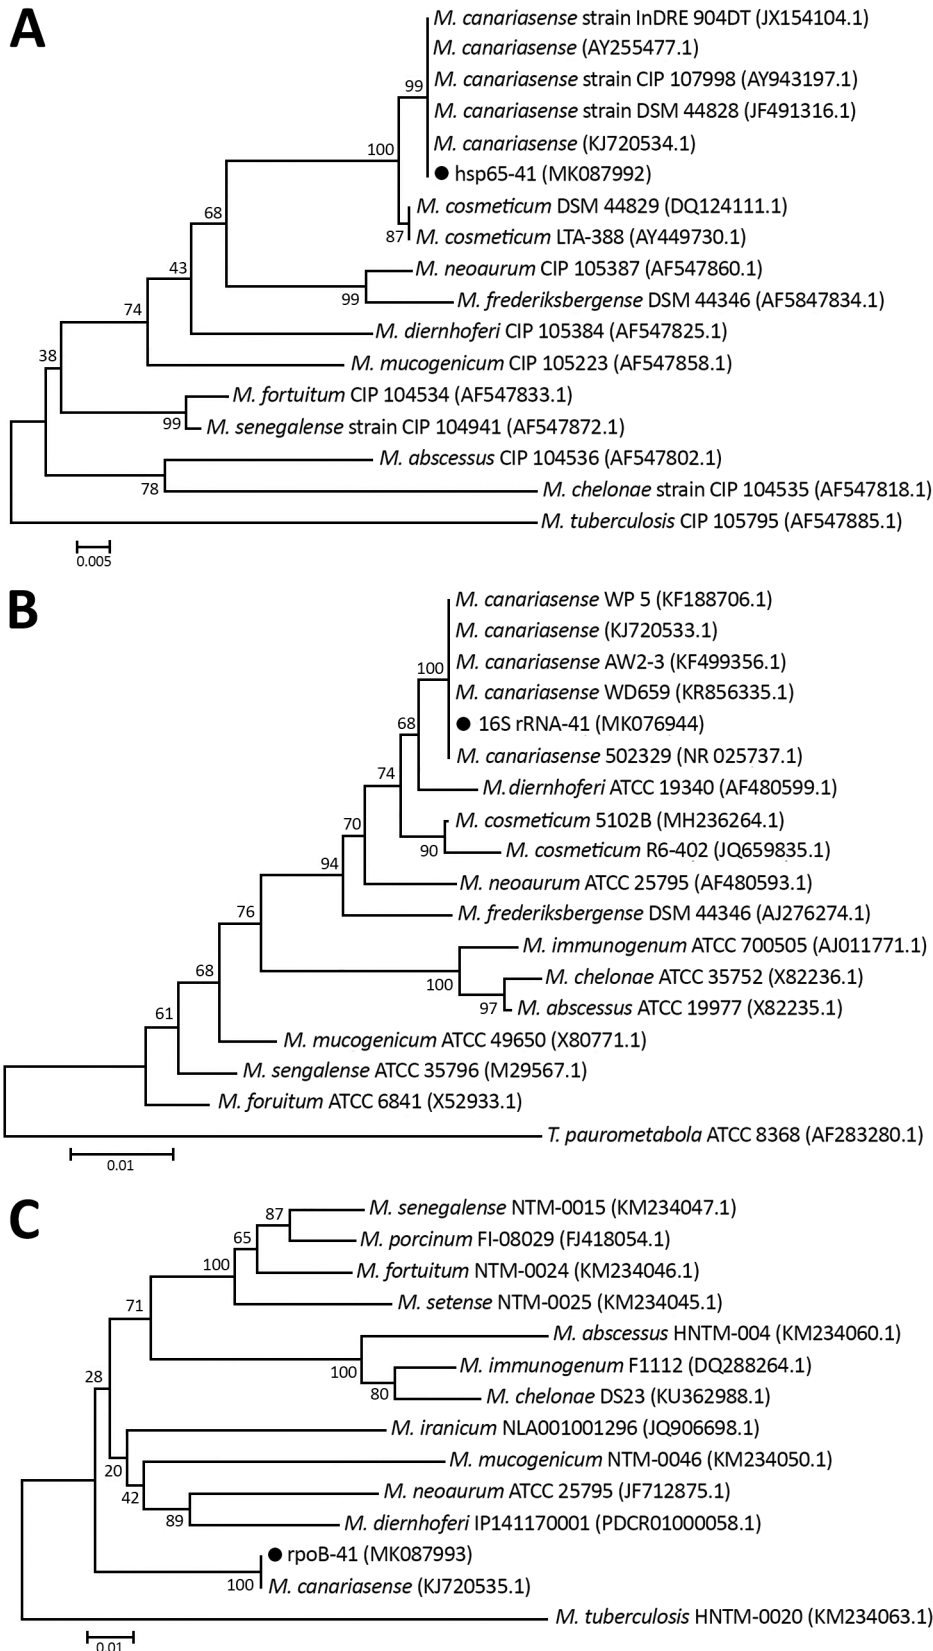 A
M. canariasense strain InDRE 904DT (JX154104.1)
M. canariasense (AY255477.1)
M. canariasense strain CIP 107998 (AY943197.1)
99
M. canariasense strain DSM 44828 (JF491316.1)
M. canariasense (KJ720534.1)
100
hsp65-41 (MK087992)
M. cosmeticum DSM 44829 (DQ124111.1)
68
M. cosmeticum LTA-388 (AY449730.1)
87
M. neoaurum CIP 105387 (AF547860.1)
43
M. frederiksbergense DSM 44346 (AF5847834.1)
99
74
M. diernhoferi CIP 105384 (AF547825.1)
38
M. mucogenicum CIP 105223 (AF547858.1)
M. fortuitum CIP 104534 (AF547833.1)
99
M. senegalense strain CIP 104941 (AF547872.1)
M. abscessus CIP 104536 (AF547802.1)
78
M. chelonae strain CIP 104535 (AF547818.1)
M. tuberculosis CIP 105795 (AF547885.1)
0.005
B
M. canariasense WP 5 (KF188706.1)
M. canariasense (KJ720533.1)
M. canariasense AW2-3 (KF499356.1)
100
M. canariasense WD659 (KR856335.1)
68
16S rRNA-41 (MK076944)
M. canariasense 502329 (NR 025737.1)
74
M. diernhoferi ATCC 19340 (AF480599.1)
70
M. cosmeticum 5102B (MH236264.1)
90
M. cosmeticum R6-402 (JQ659835.1)
94
M. neoaurum ATCC 25795 (AF480593.1)
76
M. frederiksbergense DSM 44346 (AJ276274.1)
M. immunogenum ATCC 700505 (AJ011771.1)
68
100
M. chelonae ATCC 35752 (X82236.1)
97
M. abscessus ATCC 19977 (X82235.1)
61
M. mucogenicum ATCC 49650 (X80771.1)
M. sengalense ATCC 35796 (M29567.1)
M. foruitum ATCC 6841 (X52933.1)
T. paurometabola ATCC 8368 (AF283280.1)
0.01
C
M. senegalense NTM-0015 (KM234047.1)
87
M. porcinum FI-08029 (FJ418054.1)
65
100
M. fortuitum NTM-0024 (KM234046.1)
M. setense NTM-0025 (KM234045.1)
71
M. abscessus HNTM-004 (KM234060.1)
100
M. immunogenum F1112 (DQ288264.1)
28
80
M. chelonae DS23 (KU362988.1)
M. iranicum NLA001001296 (JQ906698.1)
20
M. mucogenicum NTM-0046 (KM234050.1)
42
M. neoaurum ATCC 25795 (JF712875.1)
89
M. diernhoferi IP141170001 (PDCR01000058.1)
rpoB-41 (MK087993)
100
M. canariasense (KJ720535.1)
M. tuberculosis HNTM-0020 (KM234063.1)
0.01